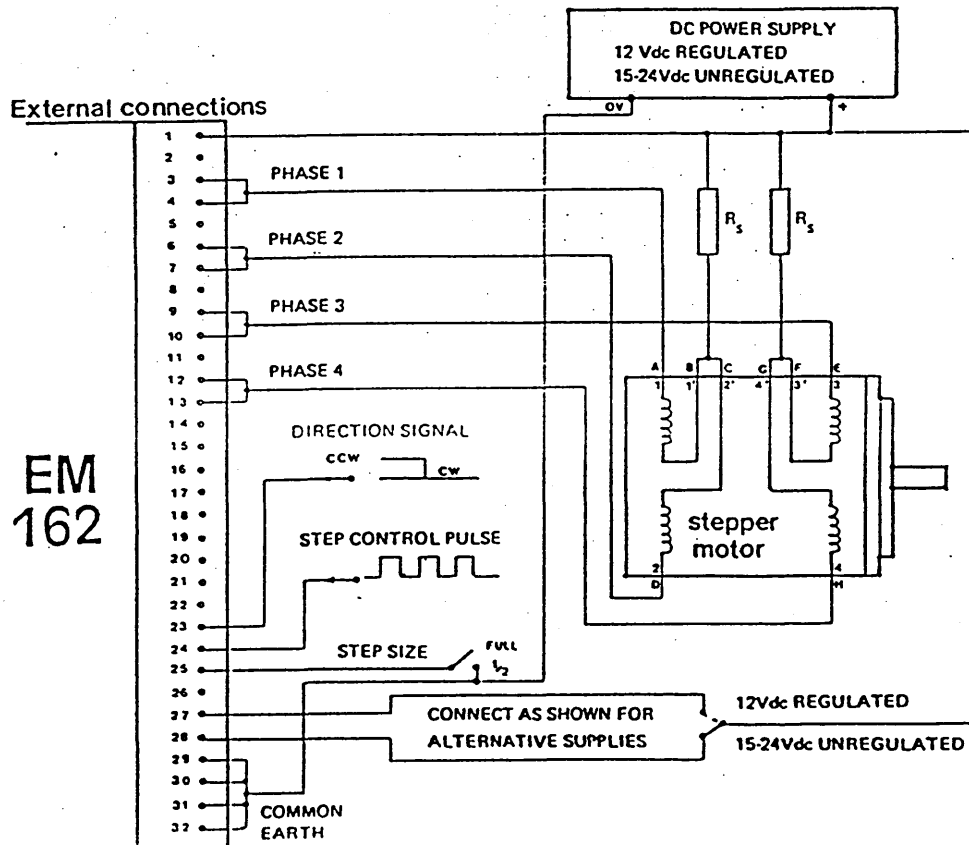 DC POWER SUPPLY
12 Vdc REGULATED
15-24Vdc UNREGULATED
0V
+
External connections
1
2
3
4
5
6
7
8
9
10
11
12
13
14
15
16
17
18
19
20
21
22
23
24
25
26
27
28
29
30
31
32
PHASE 1
PHASE 2
PHASE 3
PHASE 4
Rs
Rs
A B C G F E
1 1' 2' 4' 3' 3
DIRECTION SIGNAL
CCW
CW
EM
162
STEP CONTROL PULSE
stepper
motor
2 4
D H
STEP SIZE
FULL
1/2
CONNECT AS SHOWN FOR
ALTERNATIVE SUPPLIES
12Vdc REGULATED
15-24Vdc UNREGULATED
COMMON
EARTH